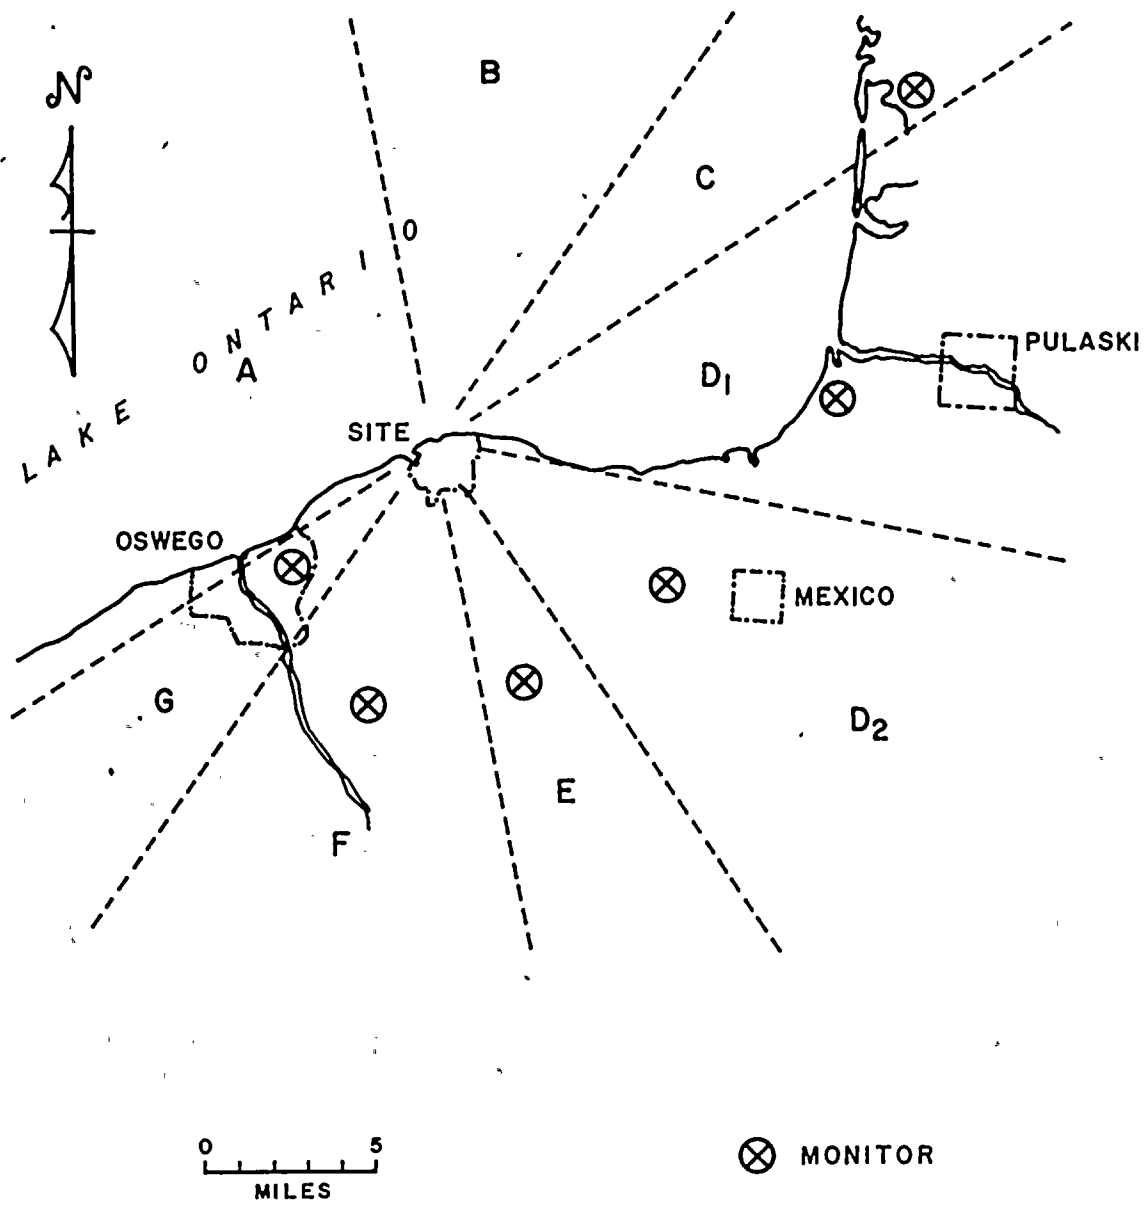 B
N
C
LAKE ONTARIO
PULASKI
A
D1
SITE
OSWEGO
MEXICO
G
D2
E
F
0 5
MILES
MONITOR